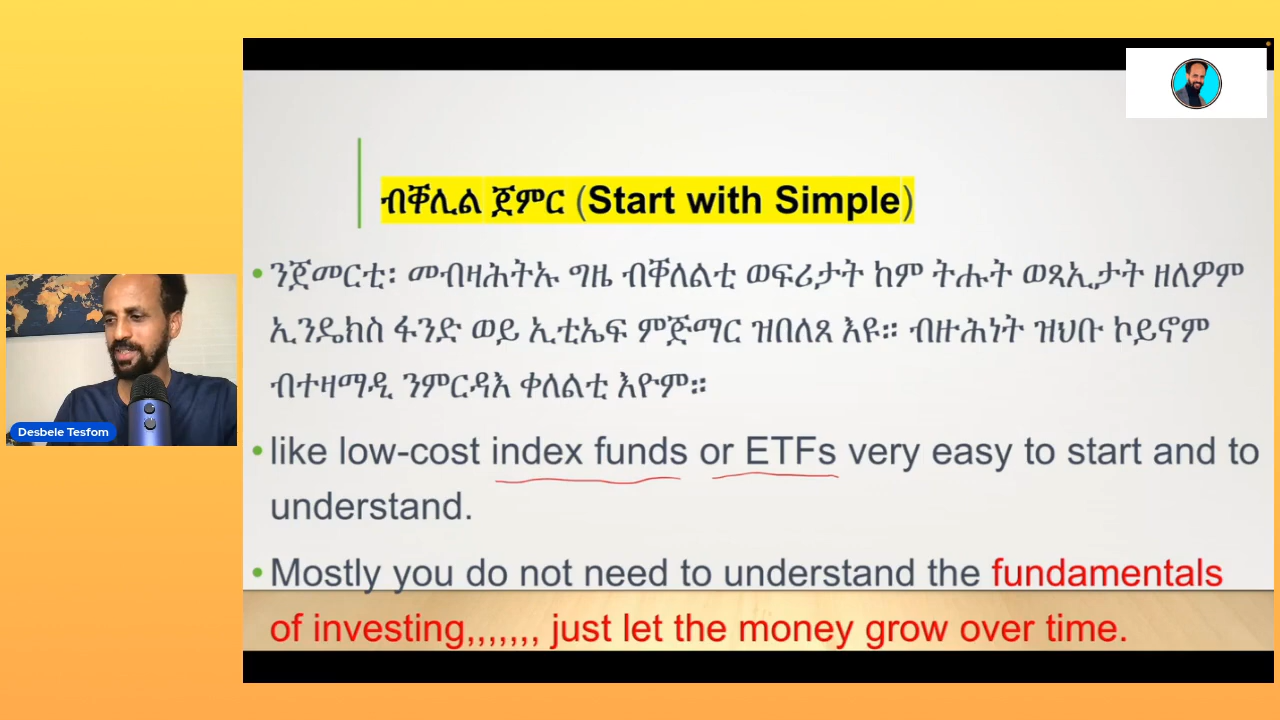 ብቐሊል ጀምር (Start with Simple)
• ንጀመርቲ፡ መብዛሕትኡ ግዜ ብቐለልቲ ወፍሪታት ከም ትሑት ወጻኢታት ዘለዎም
ኢንዴክስ ፋንድ ወይ ኢቲኤፍ ምጅማር ዝበለጸ እዩ። ብዙሕነት ዝህቡ ኮይኖም
ብተዛማዲ ንምርዳእ ቀለልቲ እዮም።
• like low-cost index funds or ETFs very easy to start and to
understand.
• Mostly you do not need to understand the fundamentals
of investing,,,,,,, just let the money grow over time.
Desbele Tesfom